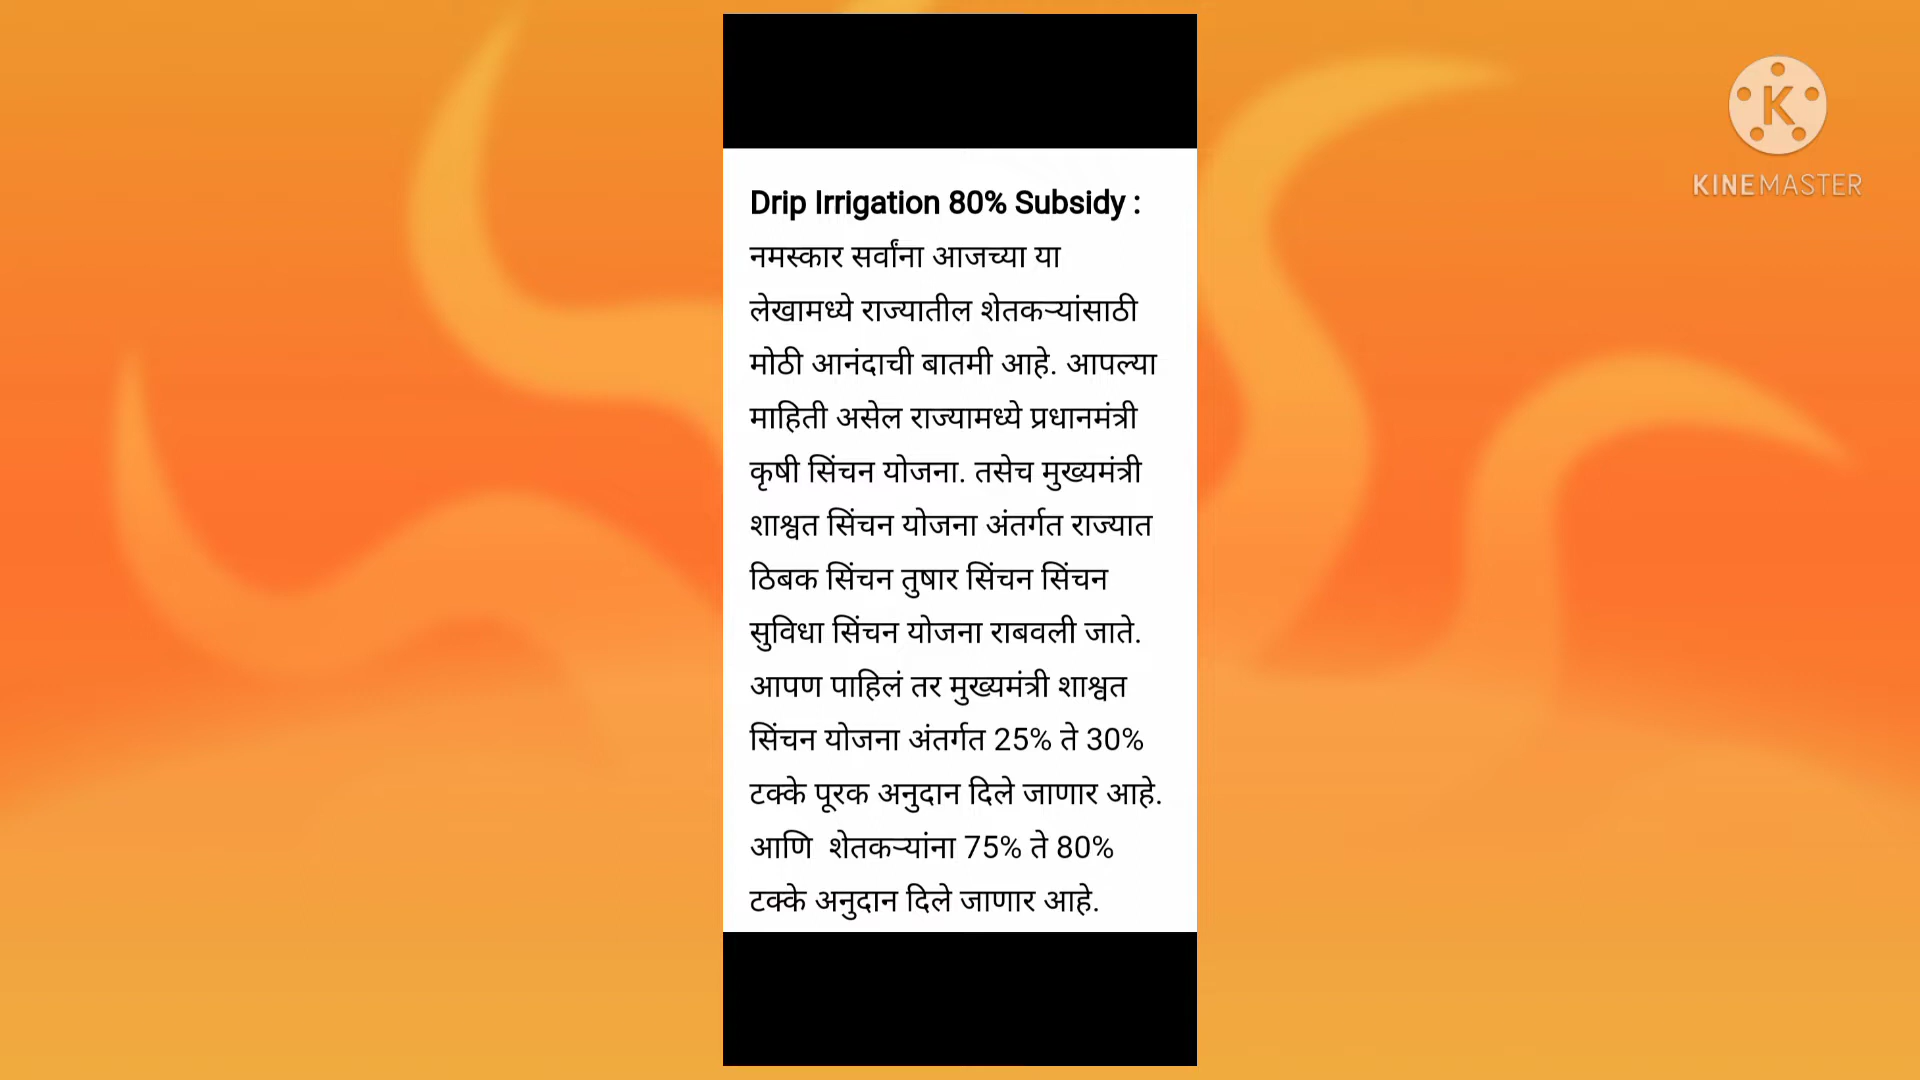 Drip Irrigation 80% Subsidy :
नमस्कार सर्वांना आजच्या या
लेखामध्ये राज्यातील शेतकऱ्यांसाठी
मोठी आनंदाची बातमी आहे. आपल्या
माहिती असेल राज्यामध्ये प्रधानमंत्री
कृषी सिंचन योजना. तसेच मुख्यमंत्री
शाश्वत सिंचन योजना अंतर्गत राज्यात
ठिबक सिंचन तुषार सिंचन सिंचन
सुविधा सिंचन योजना राबवली जाते.
आपण पाहिलं तर मुख्यमंत्री शाश्वत
सिंचन योजना अंतर्गत 25% ते 30%
टक्के पूरक अनुदान दिले जाणार आहे.
आणि  शेतकऱ्यांना 75% ते 80%
टक्के अनुदान दिले जाणार आहे.
K
KINEMASTER